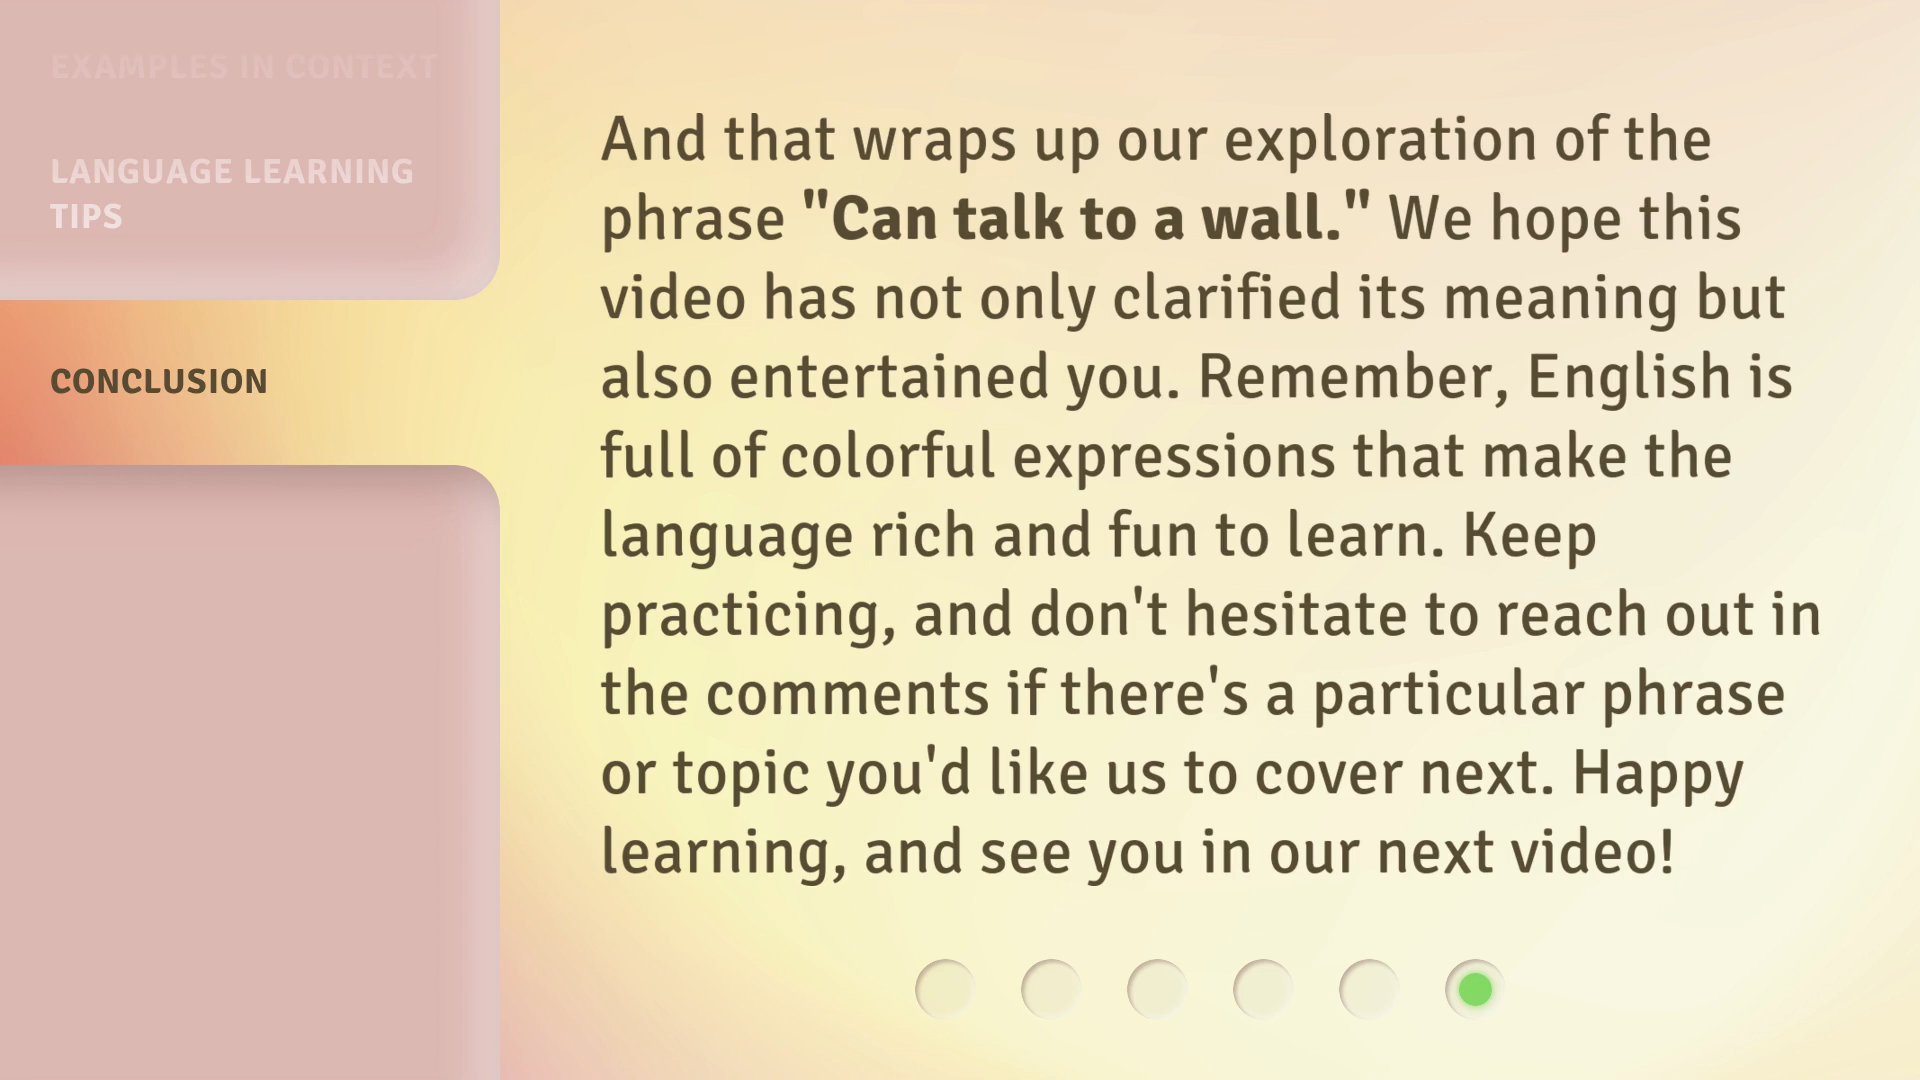 EXAMPLES IN CONTEXT
LANGUAGE LEARNING
TIPS
CONCLUSION
And that wraps up our exploration of the
phrase "Can talk to a wall." We hope this
video has not only clarified its meaning but
also entertained you. Remember, English is
full of colorful expressions that make the
language rich and fun to learn. Keep
practicing, and don't hesitate to reach out in
the comments if there's a particular phrase
or topic you'd like us to cover next. Happy
learning, and see you in our next video!